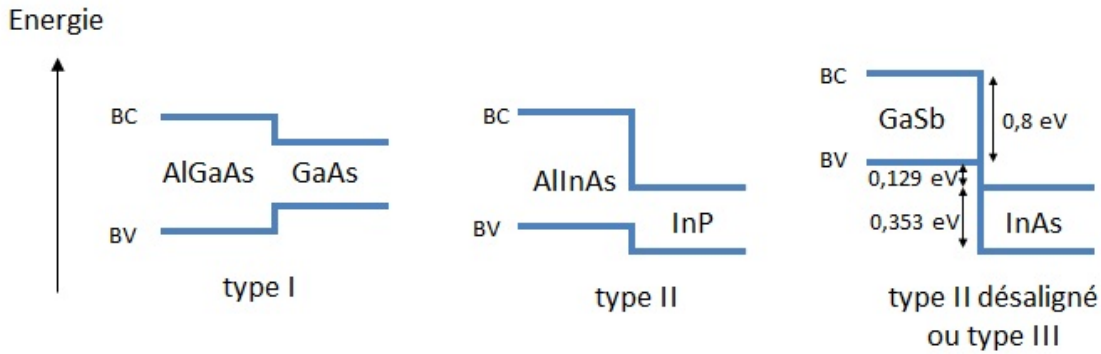 Energie
BC
AlGaAs
GaAs
BV
type I
BC
AlInAs
BV
InP
type II
BC
GaSb
0,8 eV
BV
0,129 eV
0,353 eV
InAs
type II désaligné
ou type III